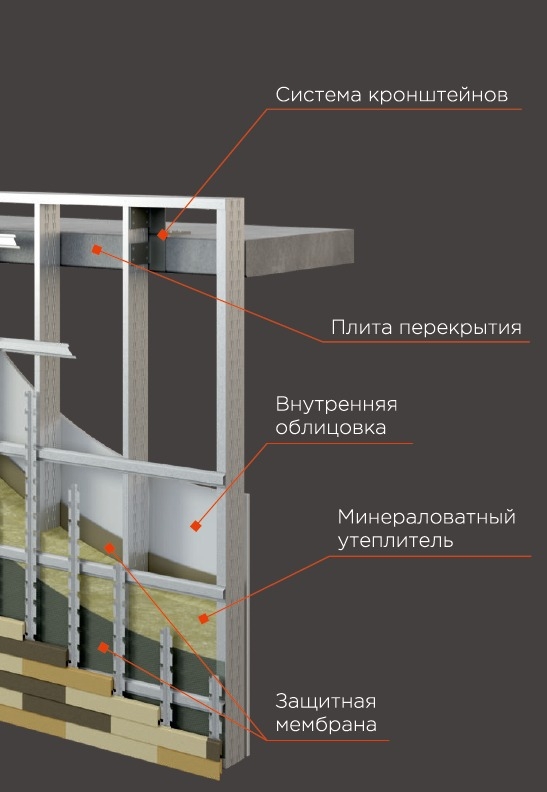 Система кронштейнов
Плита перекрытия
Внутренняя
облицовка
Минераловатный
утеплитель
Защитная
мембрана